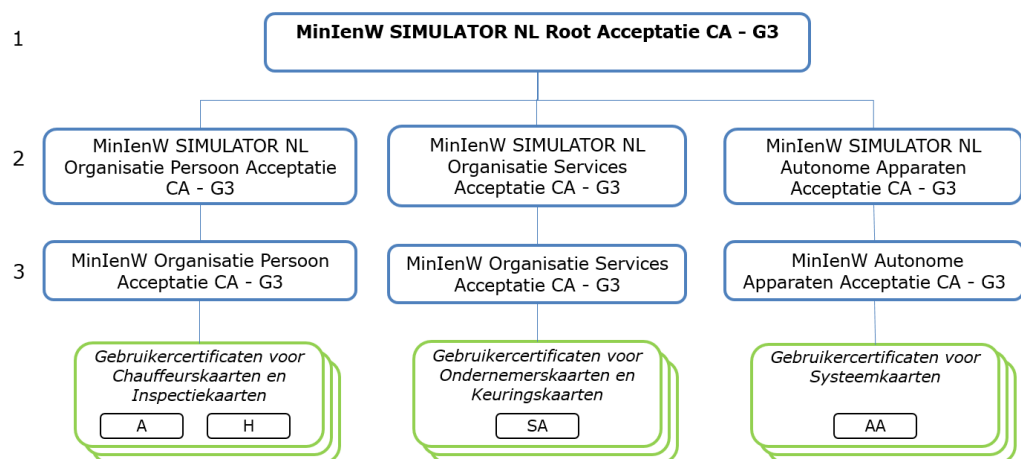 1
MinIenW SIMULATOR NL Root Acceptatie CA - G3
2
MinIenW SIMULATOR NL
Organisatie Persoon Acceptatie
CA - G3
MinIenW SIMULATOR NL
Organisatie Services
Acceptatie CA - G3
MinIenW SIMULATOR NL
Autonome Apparaten
Acceptatie CA - G3
3
MinIenW Organisatie Persoon
Acceptatie CA - G3
MinIenW Organisatie Services
Acceptatie CA - G3
MinIenW Autonome
Apparaten Acceptatie CA - G3
Gebruikercertificaten voor
Chauffeurskaarten en
Inspectiekaarten
A
H
Gebruikercertificaten voor
Ondernemerskaarten en
Keuringskaarten
SA
Gebruikercertificaten voor
Systeemkaarten
AA